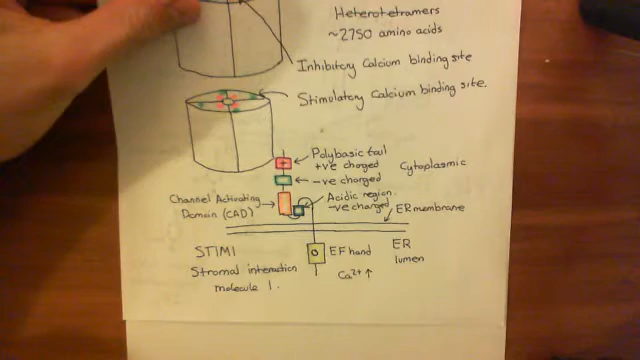 Heterotetramers
~2750 amino acids
Inhibitory Calcium binding site
Stimulatory Calcium binding site.
Polybasic tail
+ve charged
Cytoplasmic
-ve charged
Channel Activating
Domain (CAD)
Acidic region.
-ve charged
ER membrane
STIM1
Stromal interaction
molecule 1.
EF hand
Ca2+ ↑
ER
lumen